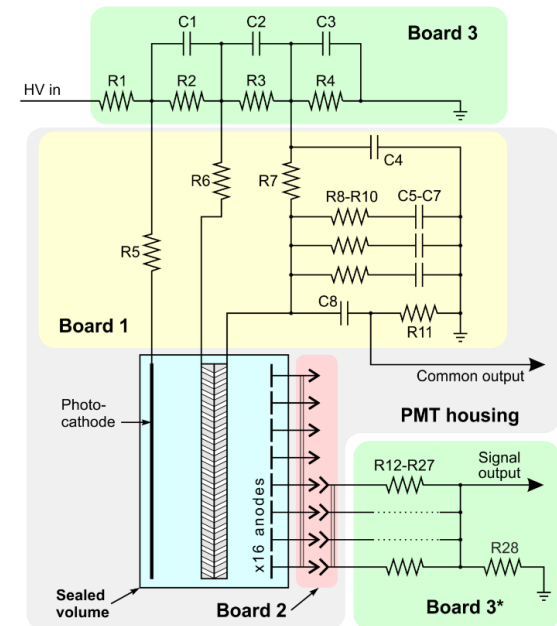 C1
C2
C3
Board 3
HV in
R1
R2
R3
R4
C4
R6
R7
R8-R10
C5-C7
R5
C8
R11
Board 1
Common output
Photo-
cathode
PMT housing
x16 anodes
R12-R27
Signal
output
R28
Sealed
volume
Board 2
Board 3*